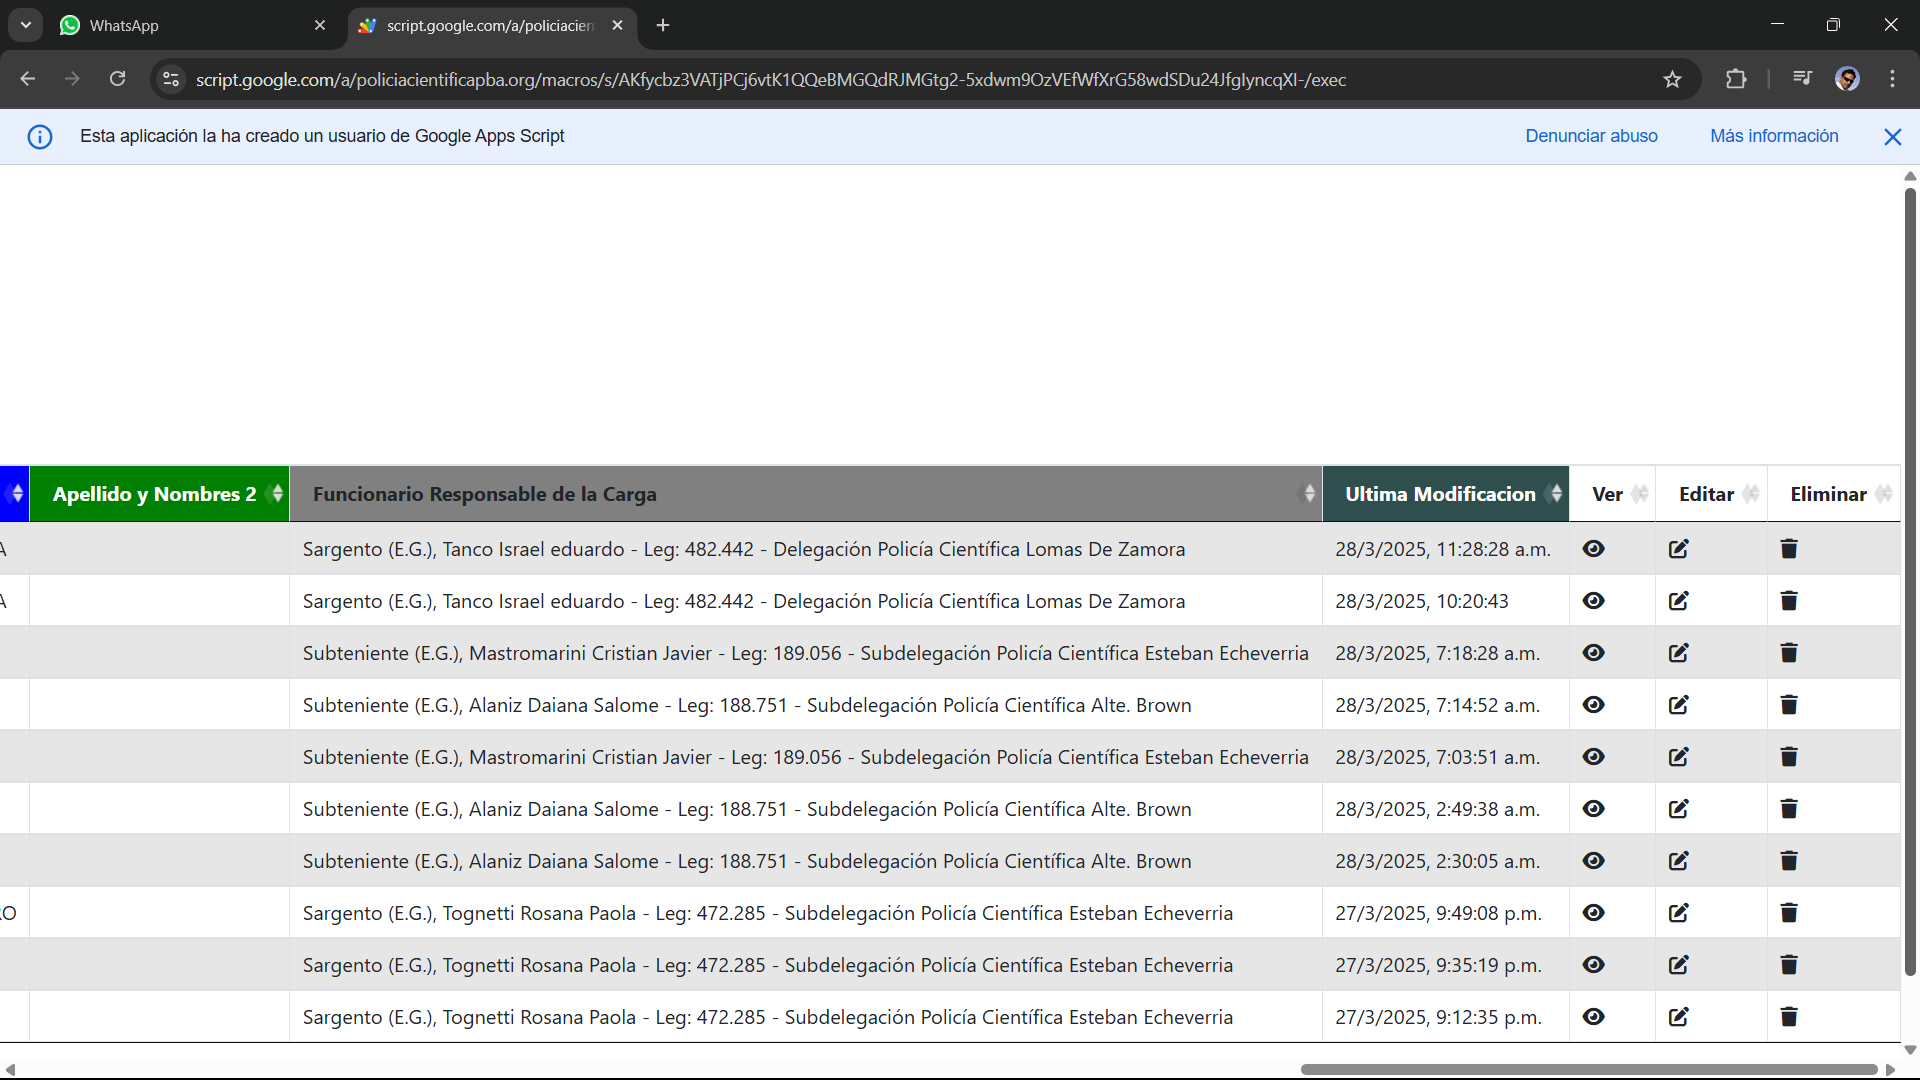 WhatsApp
script.google.com/a/policiacien
script.google.com/a/policiacientificapba.org/macros/s/AKfycbz3VATjPCj6vtK1QQeBMGQdRJMGtg2-5xdwm9OzVEfWfXrG58wdSDu24JfgIyncqXI-/exec
Esta aplicación la ha creado un usuario de Google Apps Script Denunciar abuso Más información
Apellido y Nombres 2 Funcionario Responsable de la Carga Ultima Modificacion Ver Editar Eliminar
A Sargento (E.G.), Tanco Israel eduardo - Leg: 482.442 - Delegación Policía Científica Lomas De Zamora 28/3/2025, 11:28:28 a.m.
A Sargento (E.G.), Tanco Israel eduardo - Leg: 482.442 - Delegación Policía Científica Lomas De Zamora 28/3/2025, 10:20:43
Subteniente (E.G.), Mastromarini Cristian Javier - Leg: 189.056 - Subdelegación Policía Científica Esteban Echeverria 28/3/2025, 7:18:28 a.m.
Subteniente (E.G.), Alaniz Daiana Salome - Leg: 188.751 - Subdelegación Policía Científica Alte. Brown 28/3/2025, 7:14:52 a.m.
Subteniente (E.G.), Mastromarini Cristian Javier - Leg: 189.056 - Subdelegación Policía Científica Esteban Echeverria 28/3/2025, 7:03:51 a.m.
Subteniente (E.G.), Alaniz Daiana Salome - Leg: 188.751 - Subdelegación Policía Científica Alte. Brown 28/3/2025, 2:49:38 a.m.
Subteniente (E.G.), Alaniz Daiana Salome - Leg: 188.751 - Subdelegación Policía Científica Alte. Brown 28/3/2025, 2:30:05 a.m.
O Sargento (E.G.), Tognetti Rosana Paola - Leg: 472.285 - Subdelegación Policía Científica Esteban Echeverria 27/3/2025, 9:49:08 p.m.
Sargento (E.G.), Tognetti Rosana Paola - Leg: 472.285 - Subdelegación Policía Científica Esteban Echeverria 27/3/2025, 9:35:19 p.m.
Sargento (E.G.), Tognetti Rosana Paola - Leg: 472.285 - Subdelegación Policía Científica Esteban Echeverria 27/3/2025, 9:12:35 p.m.